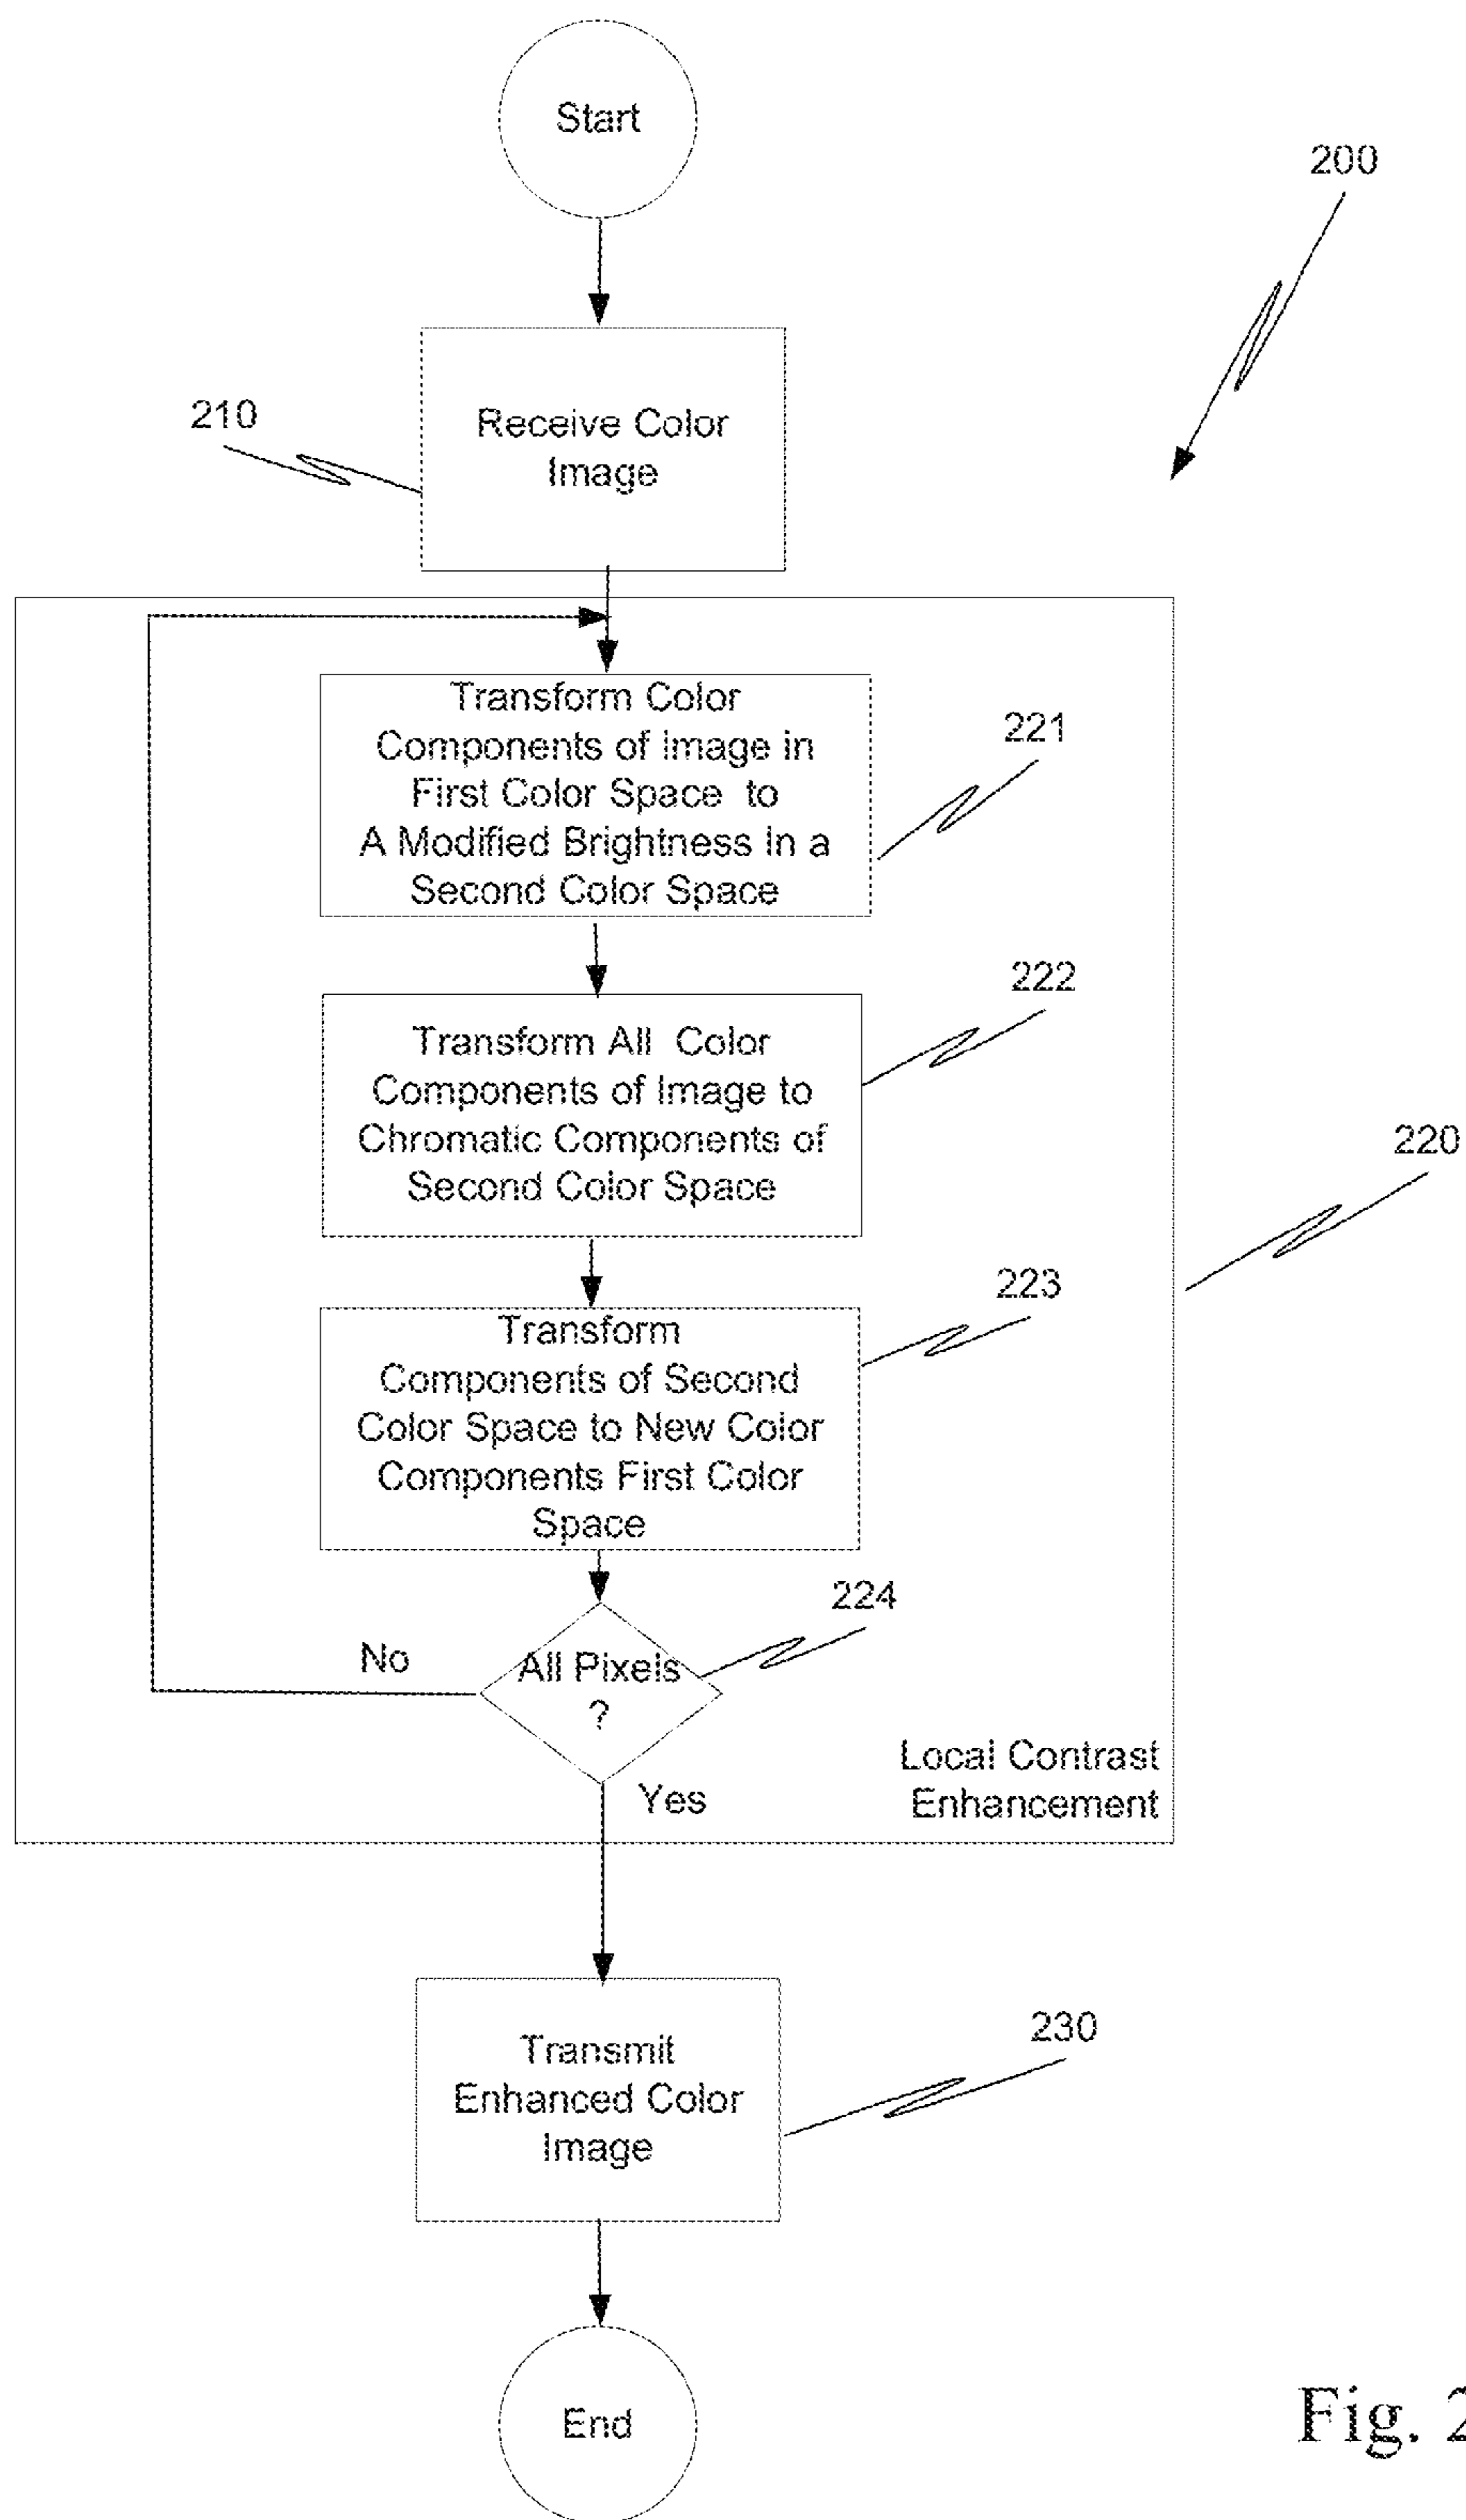 Start
200
210
Receive Color
Image
Transform Color
Components of Image in
First Color Space to
A Modified Brightness in a
Second Color Space
221
222
Transform All Color
Components of Image to
Chromatic Components of
Second Color Space
220
223
Transform
Components of Second
Color Space to New Color
Components First Color
Space
224
No
All Pixels
?
Yes
Local Contrast
Enhancement
230
Transmit
Enhanced Color
Image
End
Fig. 2